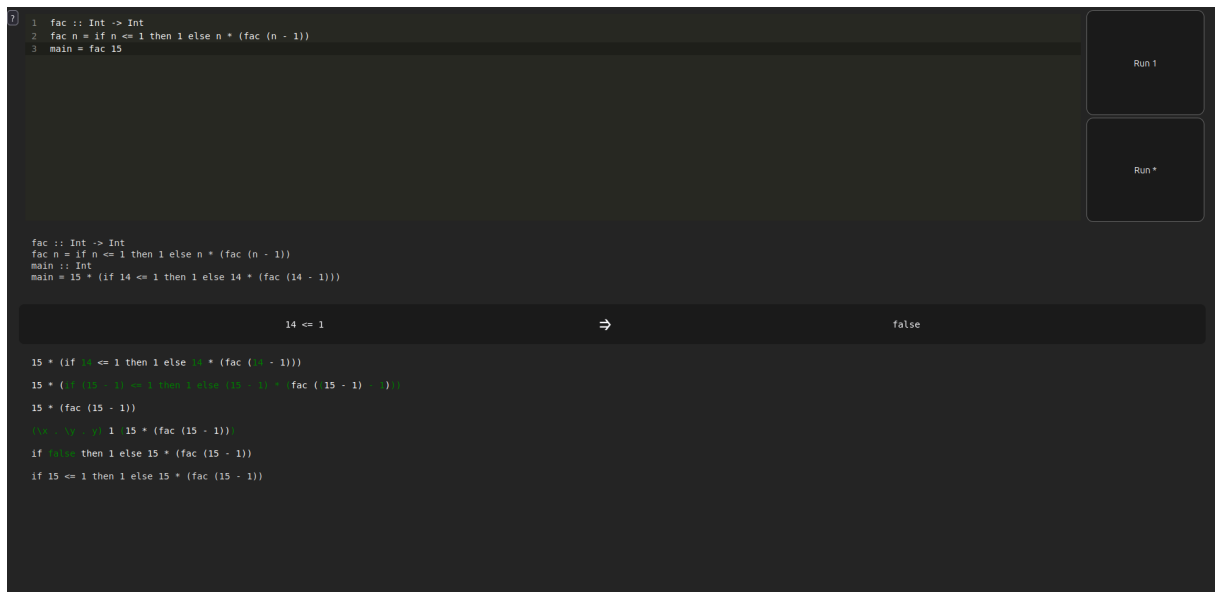 ?
1 fac :: Int -> Int
2 fac n = if n <= 1 then 1 else n * (fac (n - 1))
3 main = fac 15
Run 1
Run *
fac :: Int -> Int
fac n = if n <= 1 then 1 else n * (fac (n - 1))
main :: Int
main = 15 * (if 14 <= 1 then 1 else 14 * (fac (14 - 1)))
14 <= 1 ⇒ false
15 * (if 14 <= 1 then 1 else 14 * (fac (14 - 1)))
15 * (if (15 - 1) <= 1 then 1 else (15 - 1) * (fac ((15 - 1) - 1)))
15 * (fac (15 - 1))
(\x . \y . y) 1 (15 * (fac (15 - 1)))
if false then 1 else 15 * (fac (15 - 1))
if 15 <= 1 then 1 else 15 * (fac (15 - 1))